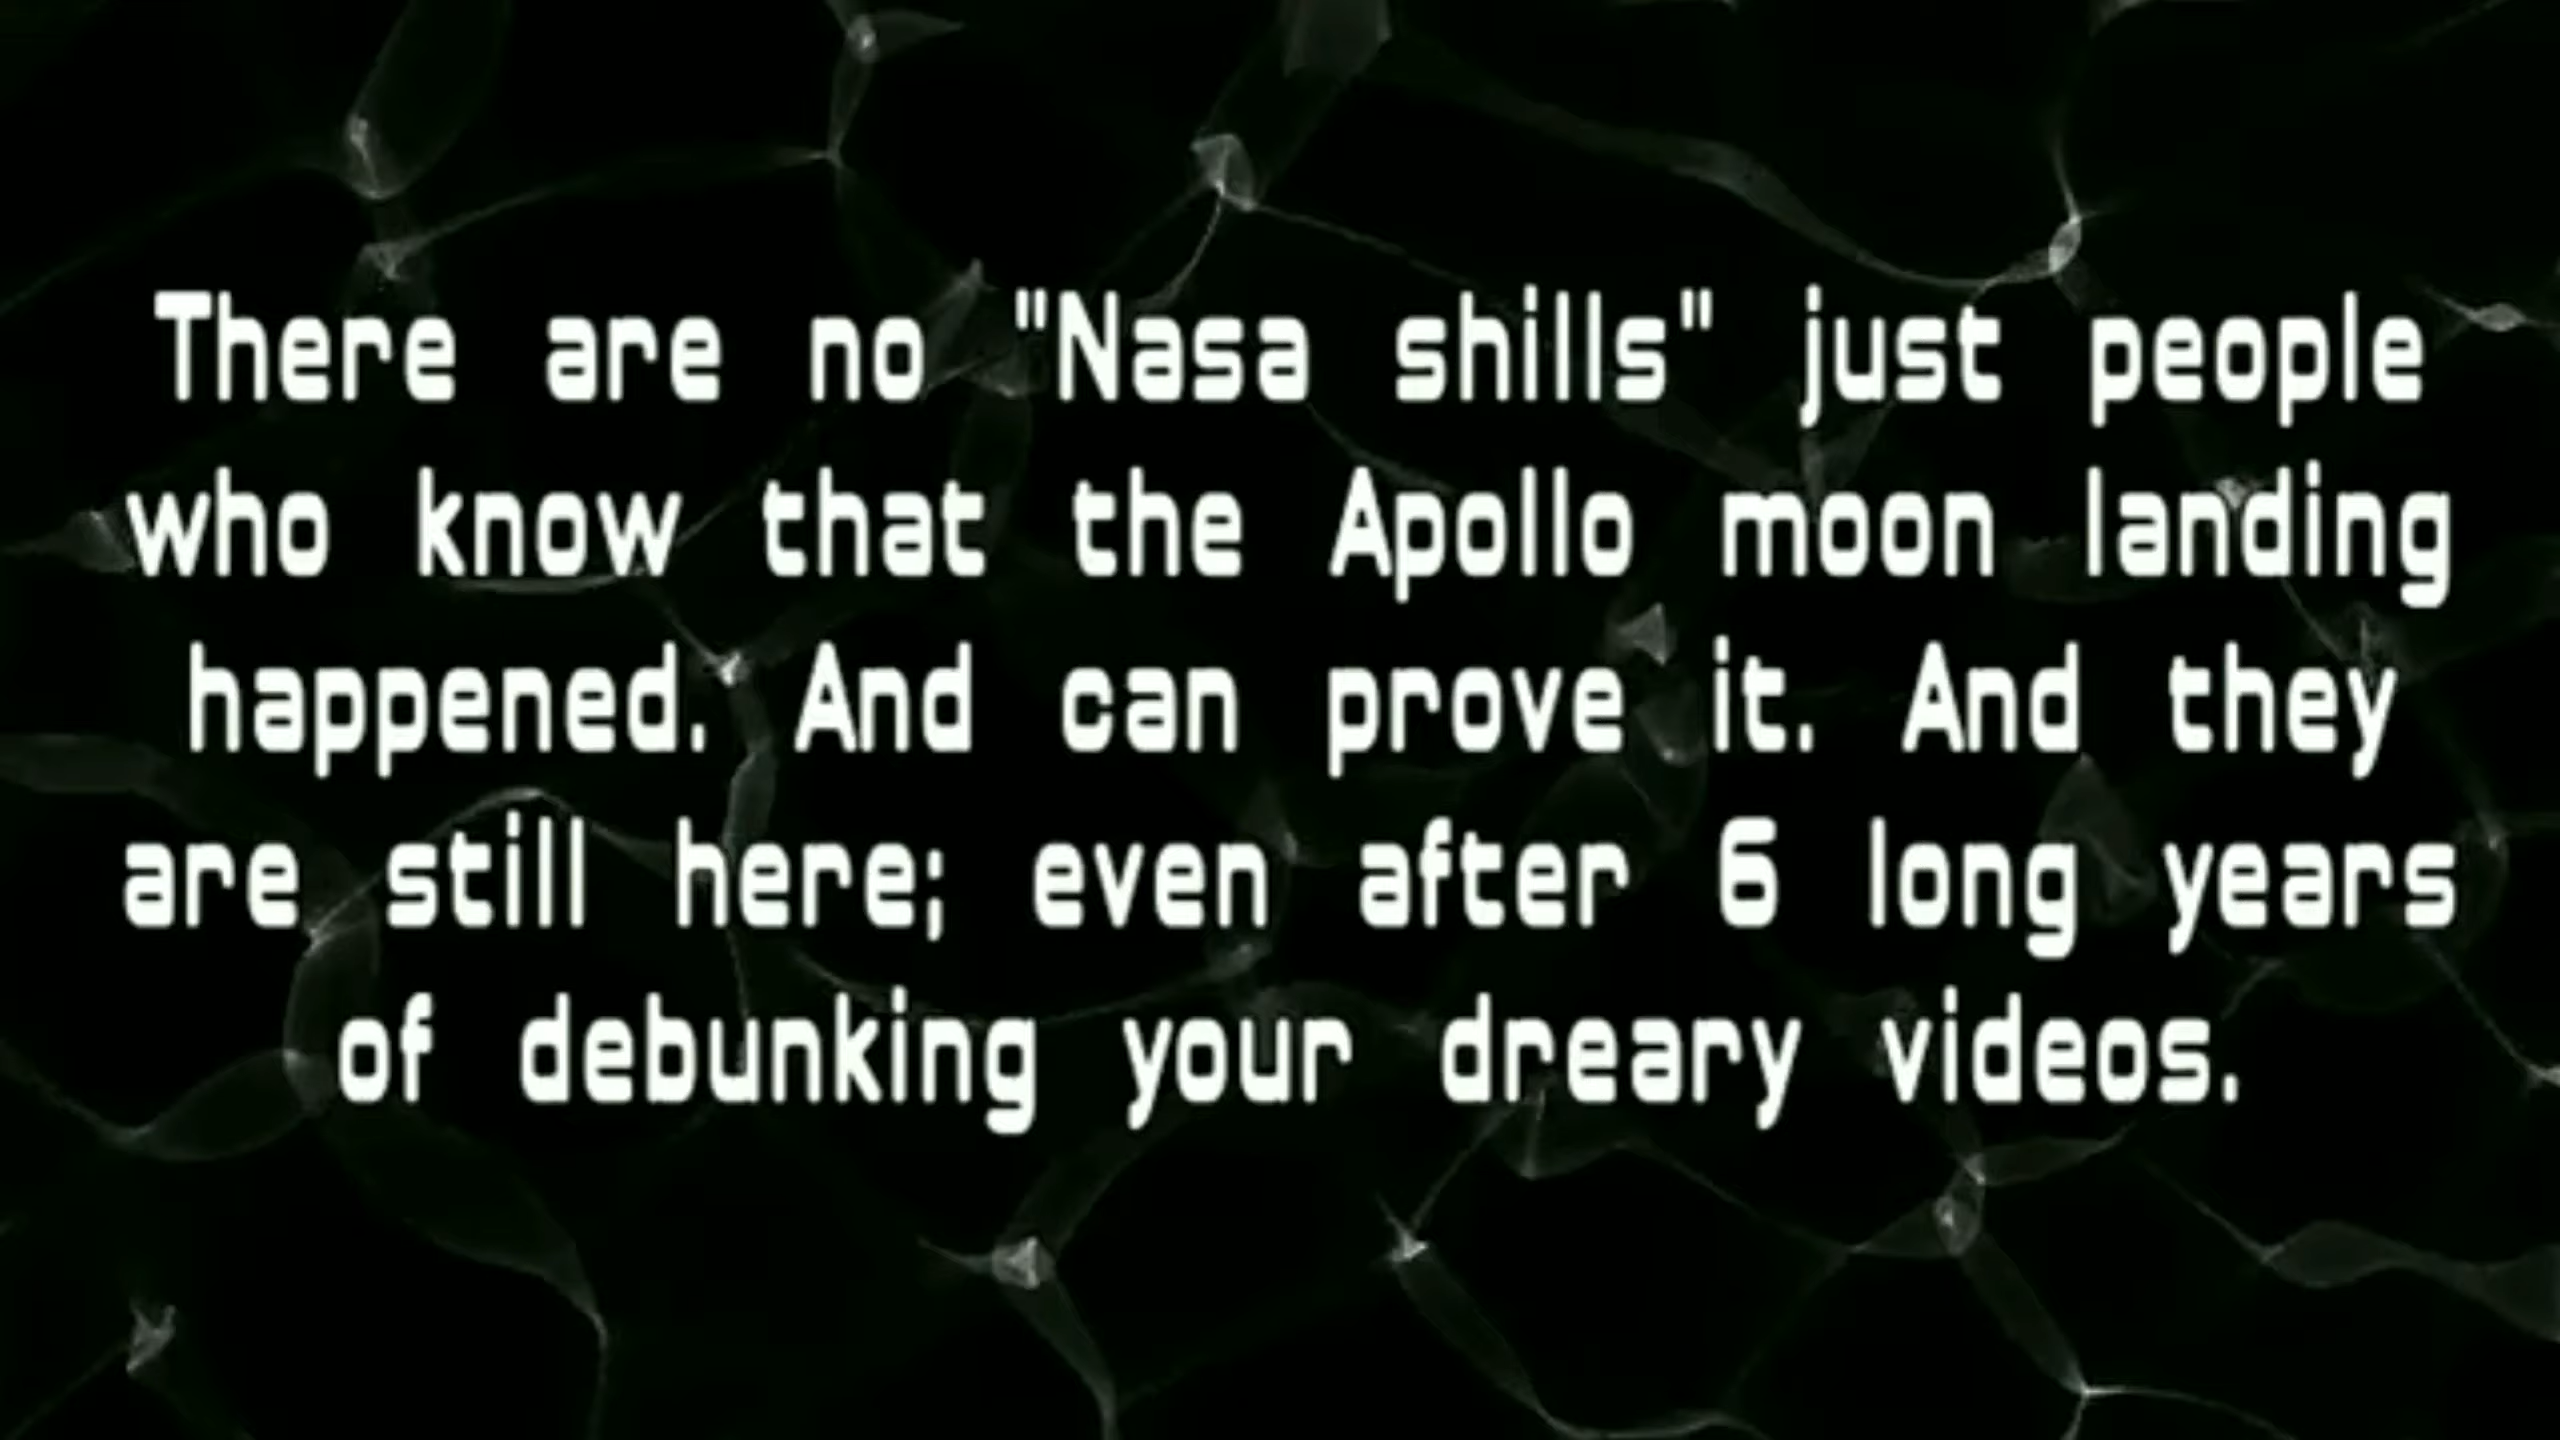 There are no "Nasa shills" just people
who know that the Apollo moon landing
happened. And can prove it. And they
are still here; even after 6 long years
of debunking your dreary videos.